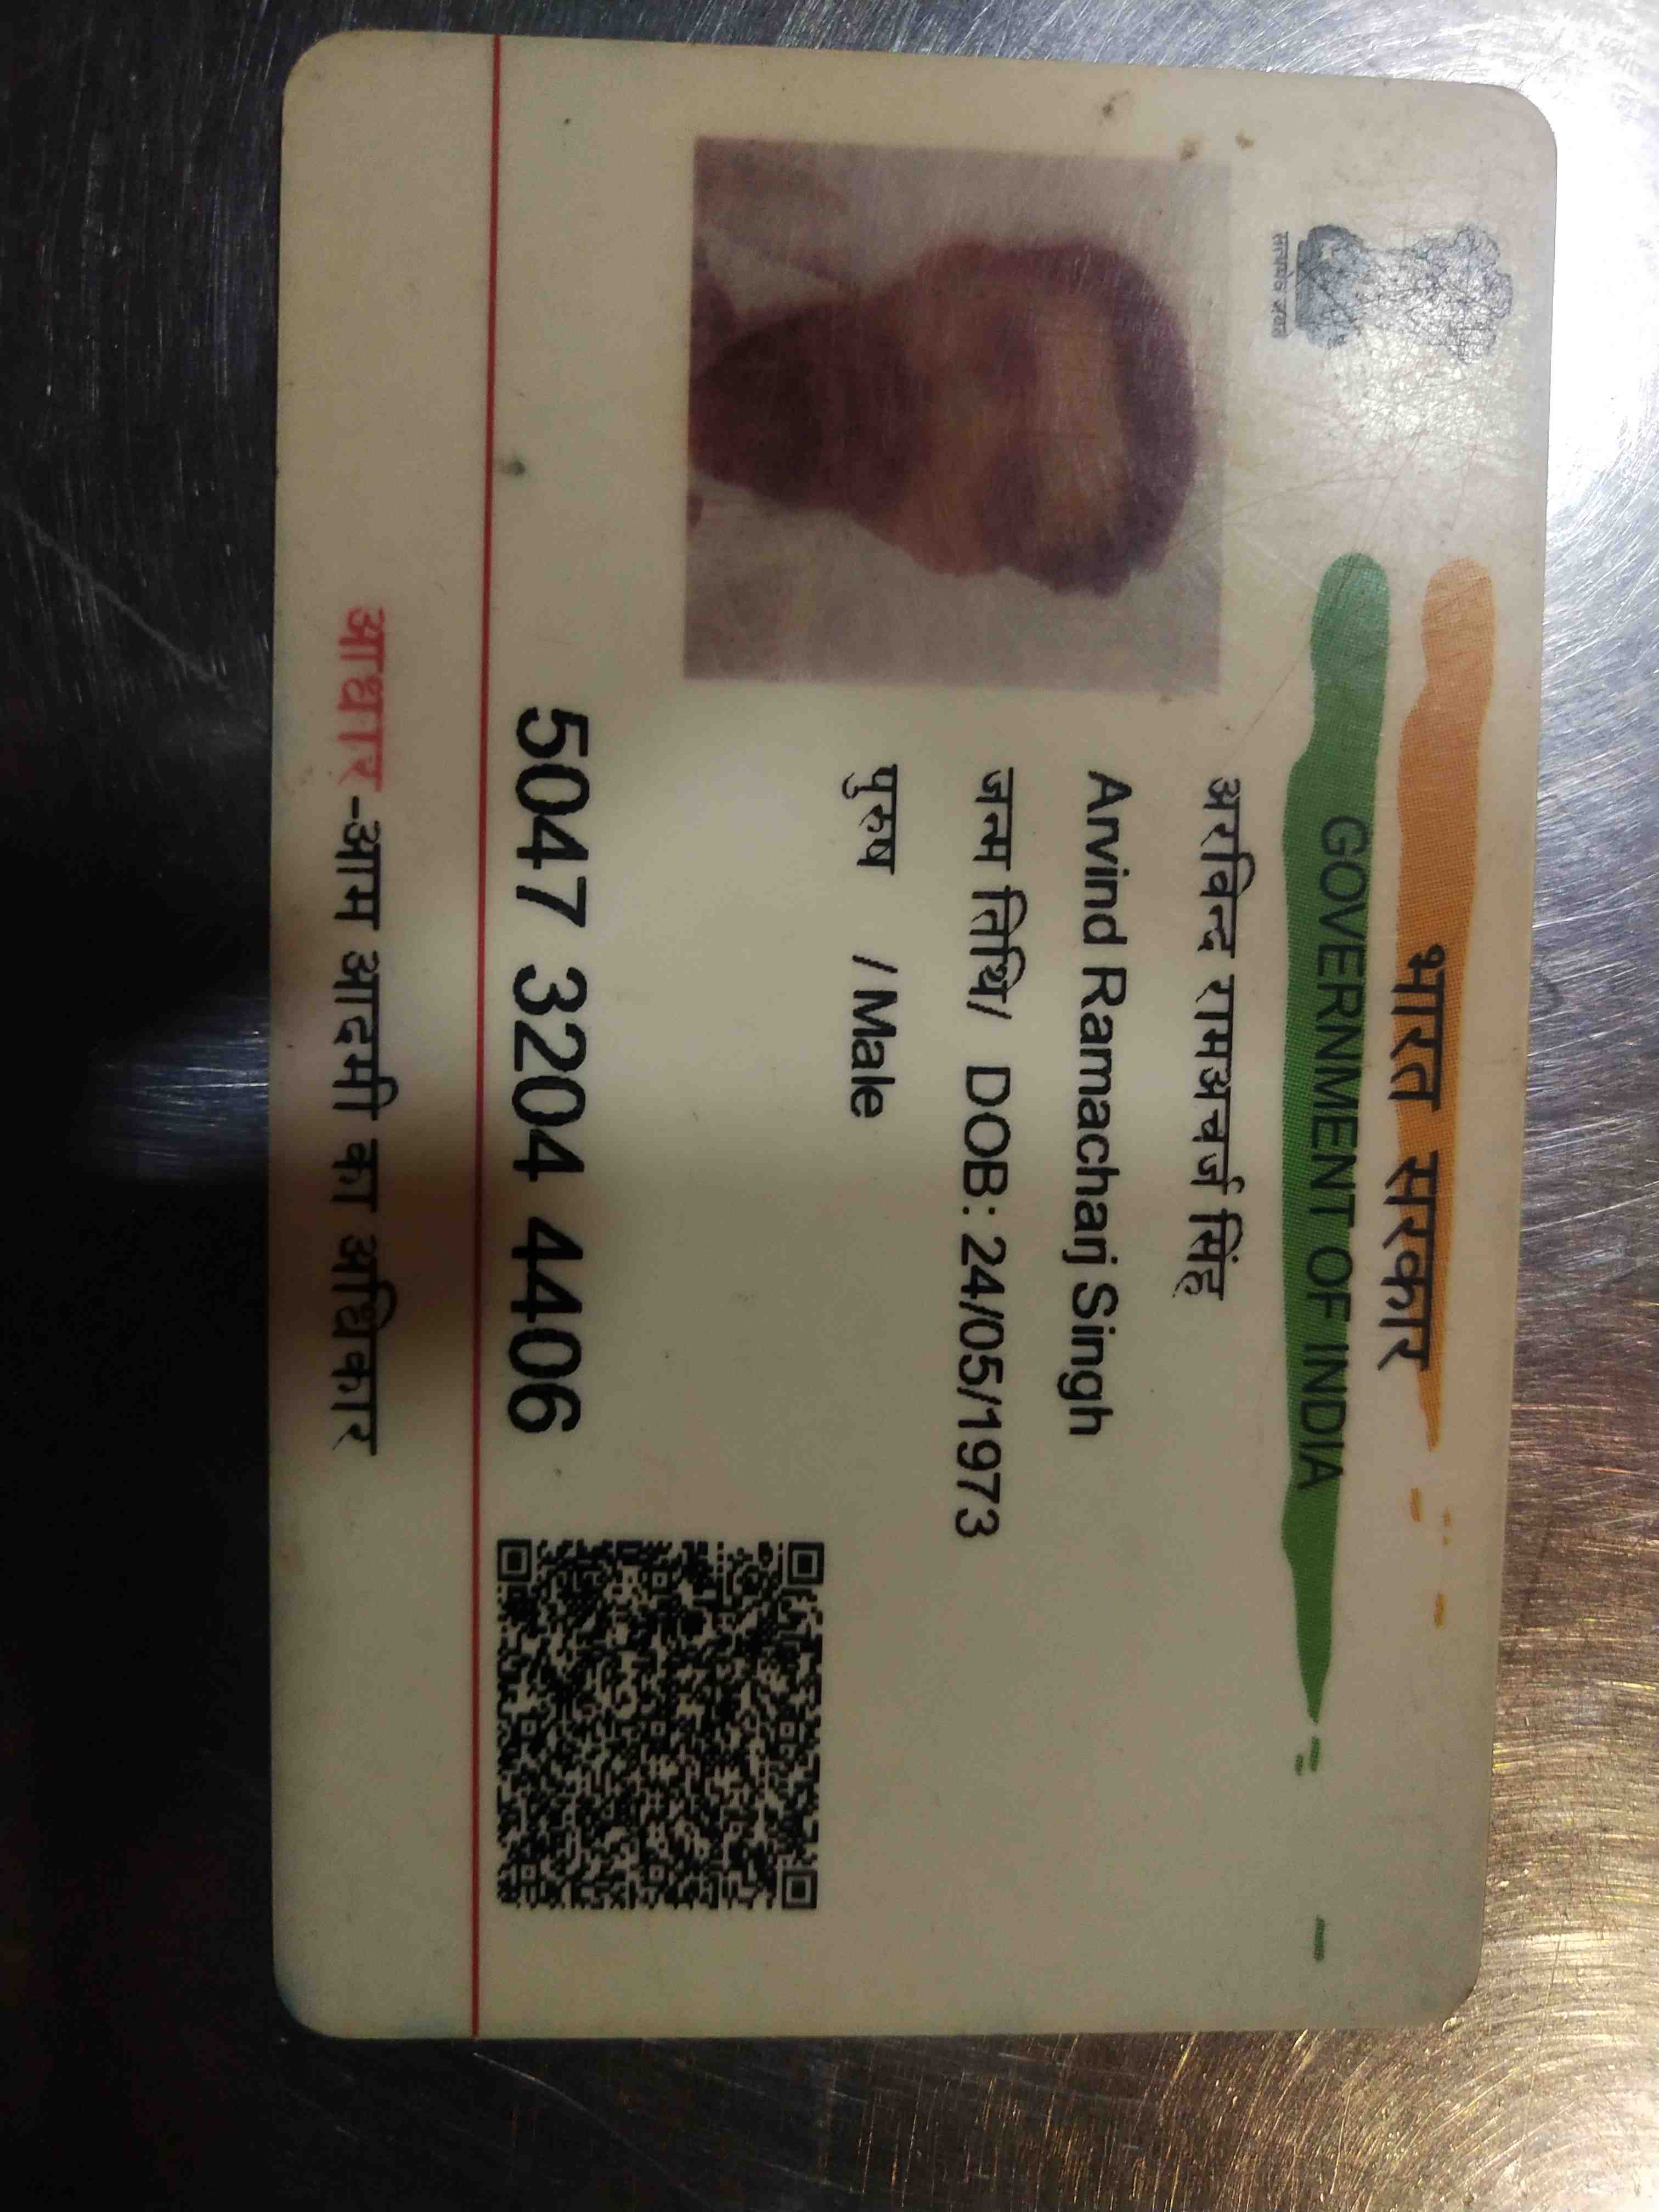 भारत सरकार
GOVERNMENT OF INDIA
सत्यमेव जयते
अरविन्द रामअचर्ज सिंह
Arvind Ramacharj Singh
जन्म तिथि/ DOB: 24/05/1973
पुरुष / Male
5047 3204 4406
आधार-आम आदमी का अधिकार